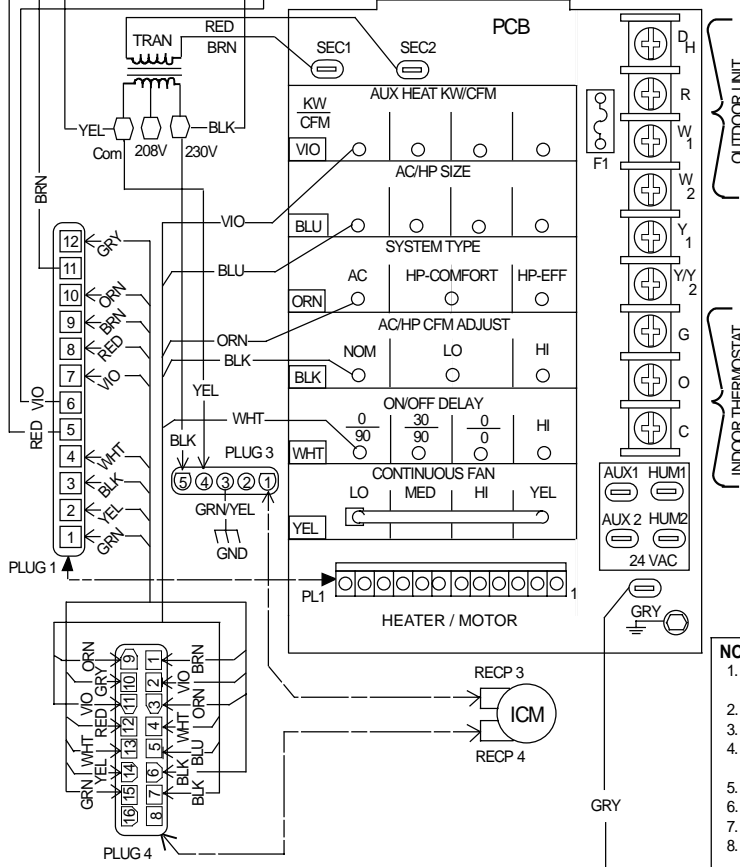 RED
BRN
TRAN
PCB
SEC1 SEC2
YEL BLK
Com 208V 230V
AUX HEAT KW/CFM
KW
CFM
VIO
AC/HP SIZE
BLU
SYSTEM TYPE
AC HP-COMFORT HP-EFF
ORN
AC/HP CFM ADJUST
NOM LO HI
BLK
ON/OFF DELAY
0 30 0 HI
90 90 0
WHT
CONTINUOUS FAN
LO MED HI YEL
YEL
PL1
1
HEATER / MOTOR
F1
DH
R
W1
W2
Y1
Y/Y2
G
O
C
OUTDOOR UNIT
INDOOR THERMOSTAT
AUX1 HUM1
AUX 2 HUM2
24 VAC
GRY
BRN
VIO
RED
VIO
BLU
ORN
BLK
YEL
WHT
BLK
12 GRY
11
10 ORN
9 BRN
8 RED
7 VIO
6
5
4 WHT
3 BLK
2 YEL
1 GRN
PLUG 1
PLUG 3
5 4 3 2 1
GRN/YEL
GND
ORN 9 1 BRN
GRY 10 2 VIO
VIO 11 3 ORN
RED 12 4 WHT
WHT 13 5 BLU
YEL 14 6 BLK
GRN 15 7 BLK
16 8
PLUG 4
RECP 3
ICM
RECP 4
GRY
NO
1.
2.
3.
4.
5.
6.
7.
8.